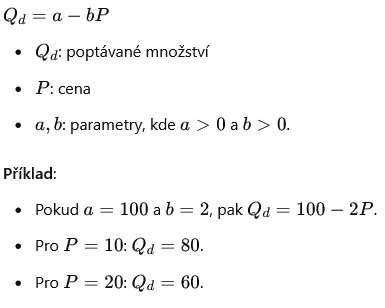 Q_d = a − bP
• Q_d: poptávané množství
• P: cena
• a, b: parametry, kde a > 0 a b > 0.
Příklad:
• Pokud a = 100 a b = 2, pak Q_d = 100 − 2P.
• Pro P = 10: Q_d = 80.
• Pro P = 20: Q_d = 60.